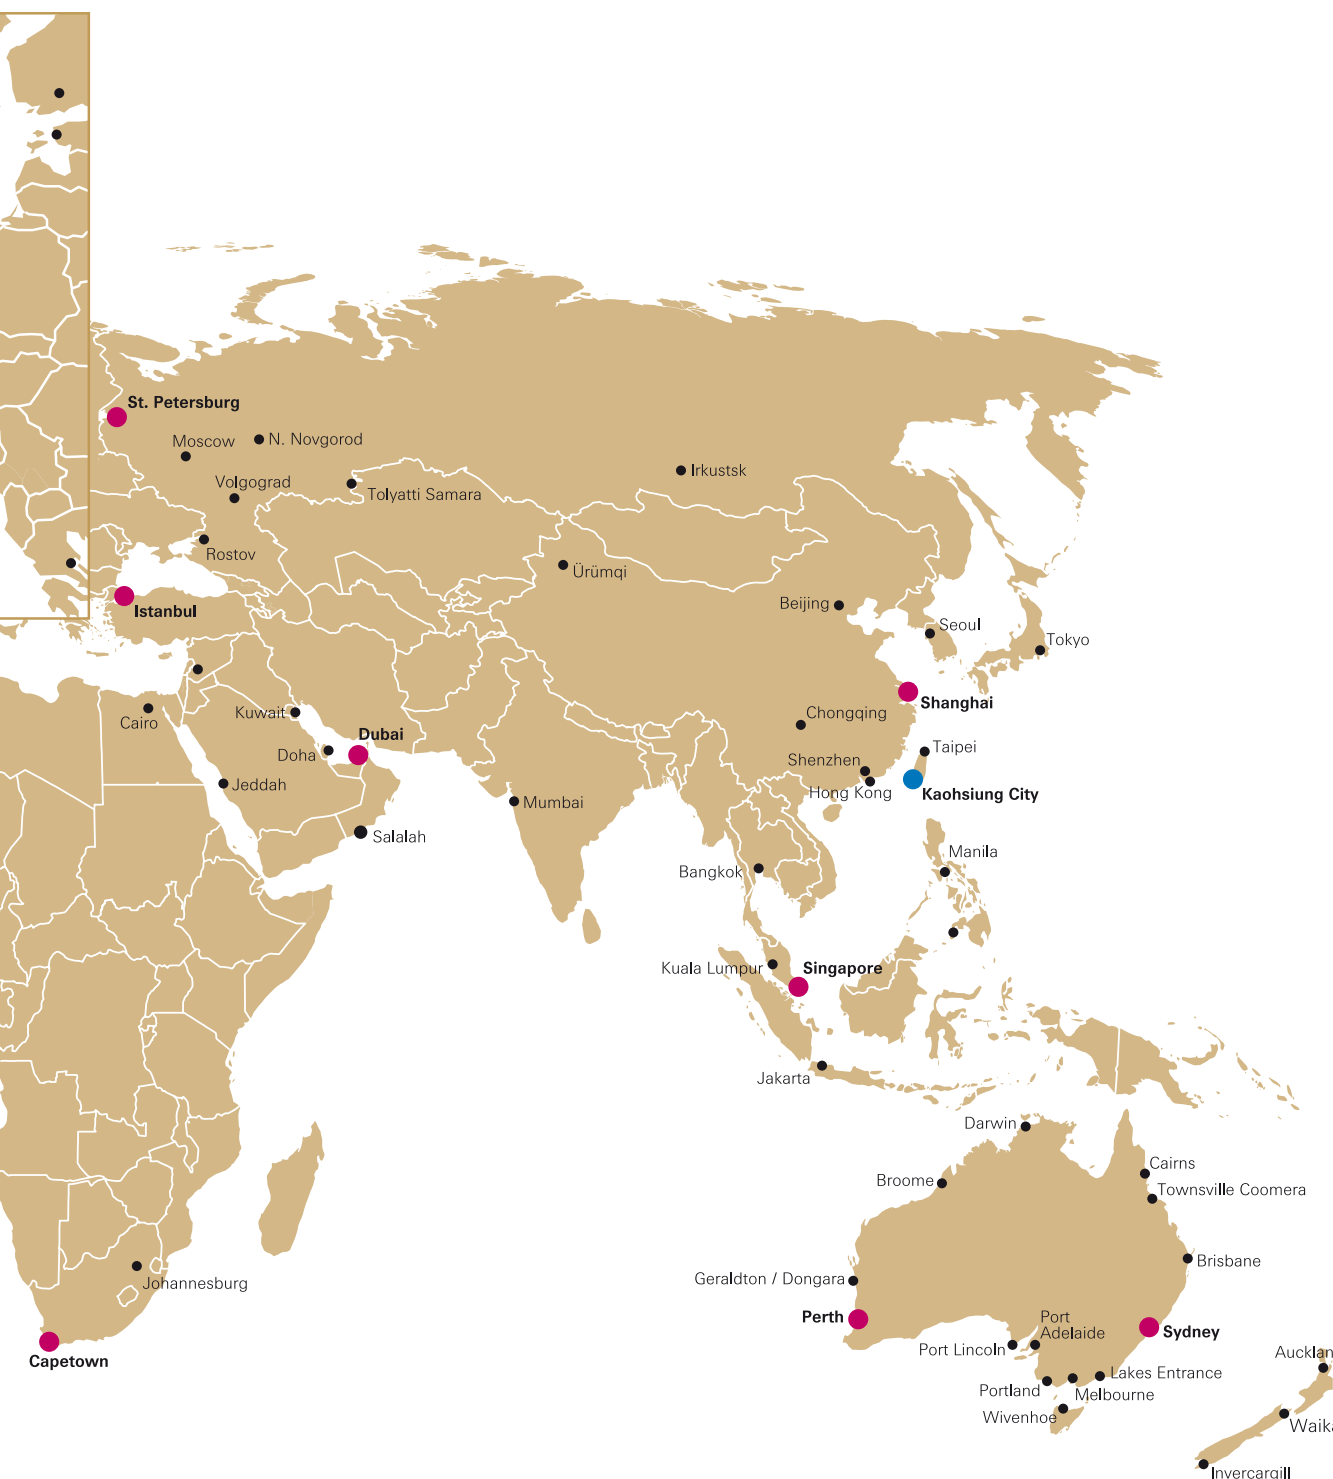 St. Petersburg
Moscow
N. Novgorod
Irkustsk
Volgograd
Tolyatti Samara
Rostov
Ürümqi
Istanbul
Beijing
Seoul
Tokyo
Shanghai
Cairo
Kuwait
Chongqing
Dubai
Doha
Taipei
Shenzhen
Jeddah
Hong Kong
Kaohsiung City
Mumbai
Salalah
Manila
Bangkok
Kuala Lumpur
Singapore
Jakarta
Darwin
Cairns
Broome
Townsville Coomera
Brisbane
Geraldton / Dongara
Johannesburg
Perth
Port
Adelaide
Sydney
Port Lincoln
Capetown
Aucklan
Lakes Entrance
Portland
Melbourne
Wivenhoe
Waika
Invercargill